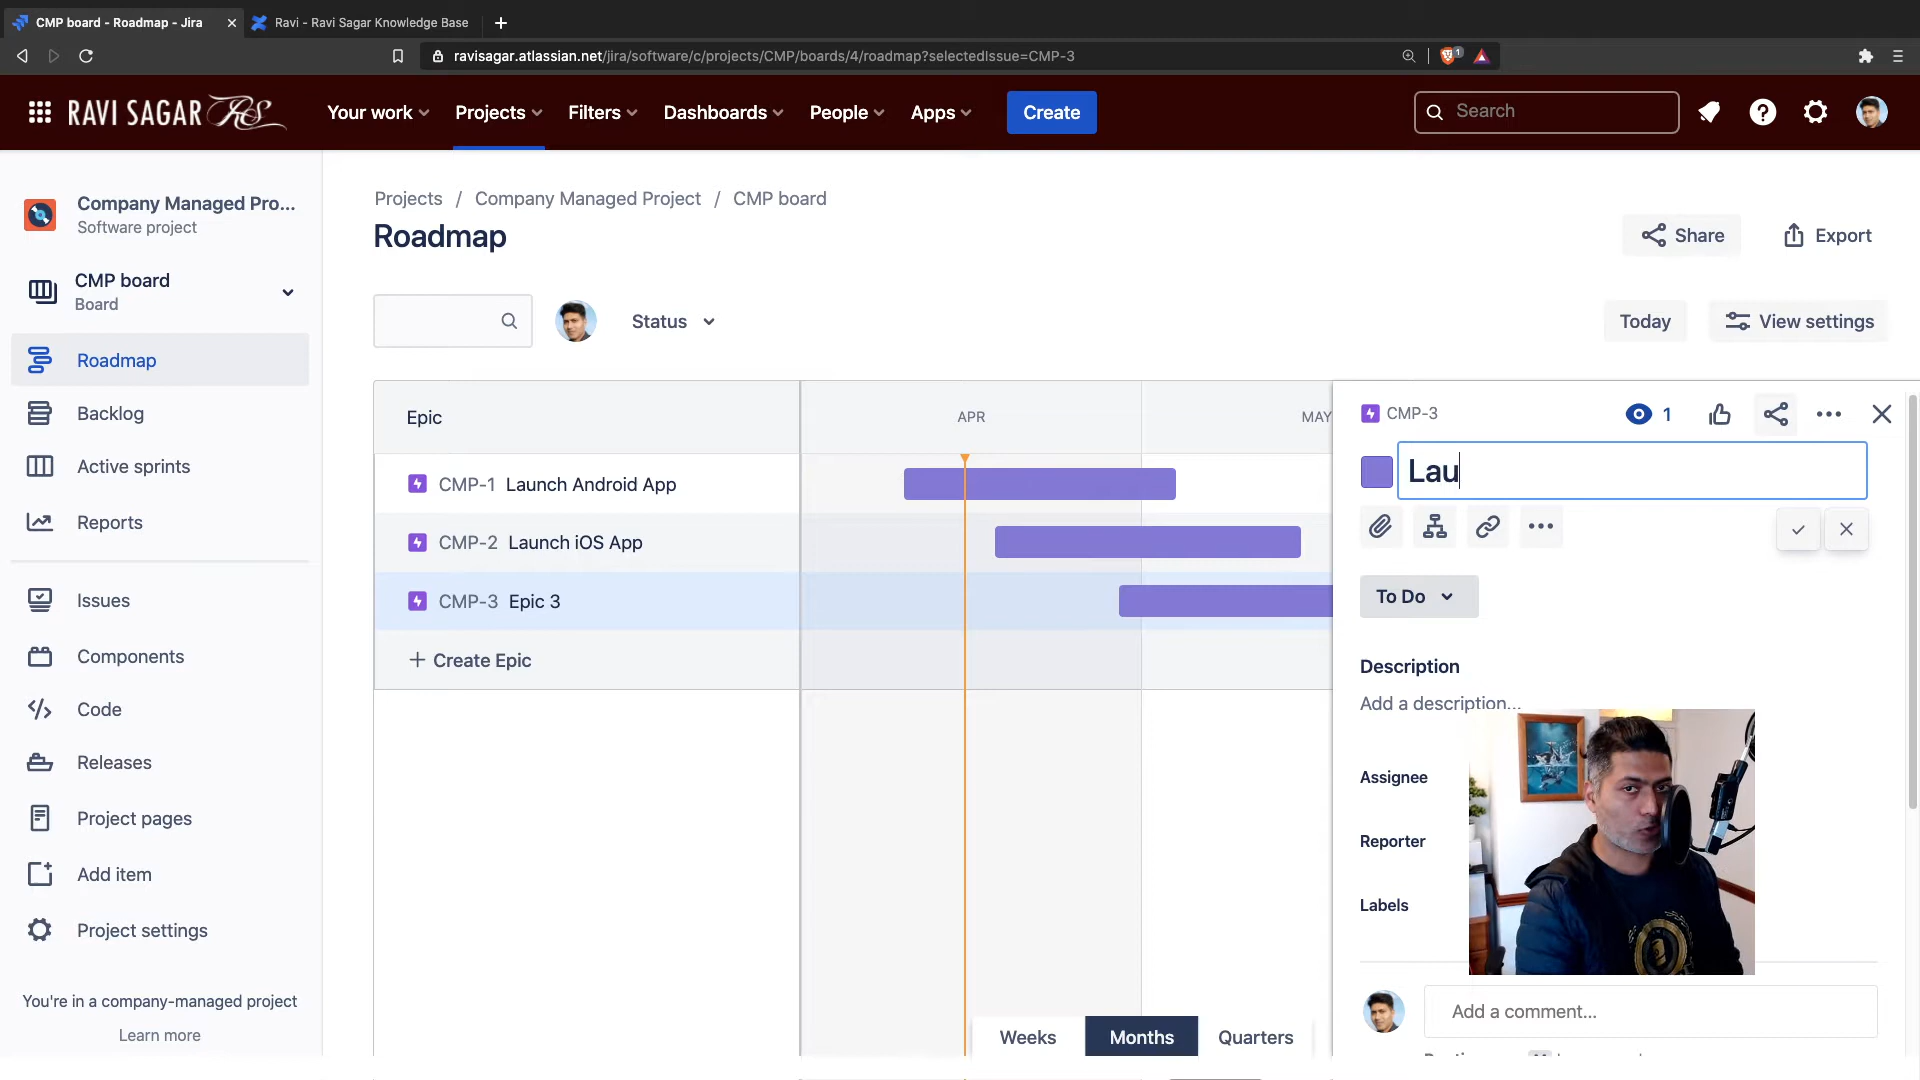 CMP board - Roadmap - Jira
Ravi - Ravi Sagar Knowledge Base
ravisagar.atlassian.net/jira/software/c/projects/CMP/boards/4/roadmap?selectedIssue=CMP-3
1
RAVI SAGAR RS
Your work
Projects
Filters
Dashboards
People
Apps
Create
Search
Company Managed Pro...
Software project
CMP board
Board
Roadmap
Backlog
Active sprints
Reports
Issues
Components
Code
Releases
Project pages
Add item
Project settings
You're in a company-managed project
Learn more
Projects / Company Managed Project / CMP board
Roadmap
Share
Export
Status
Today
View settings
Epic
APR
MAY
CMP-1 Launch Android App
CMP-2 Launch iOS App
CMP-3 Epic 3
+ Create Epic
Weeks
Months
Quarters
CMP-3
1
Lau
To Do
Description
Add a description...
Assignee
Reporter
Labels
Add a comment...